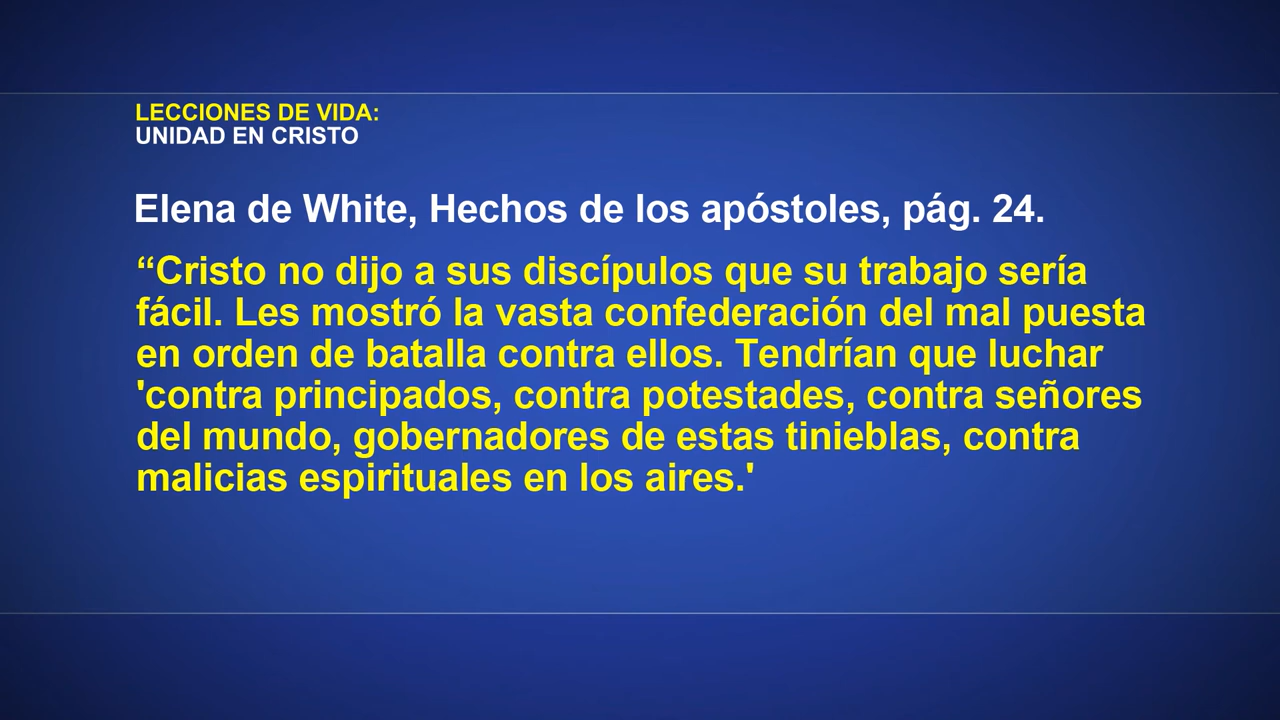 LECCIONES DE VIDA:
UNIDAD EN CRISTO
Elena de White, Hechos de los apóstoles, pág. 24.
“Cristo no dijo a sus discípulos que su trabajo sería
fácil. Les mostró la vasta confederación del mal puesta
en orden de batalla contra ellos. Tendrían que luchar
'contra principados, contra potestades, contra señores
del mundo, gobernadores de estas tinieblas, contra
malicias espirituales en los aires.'